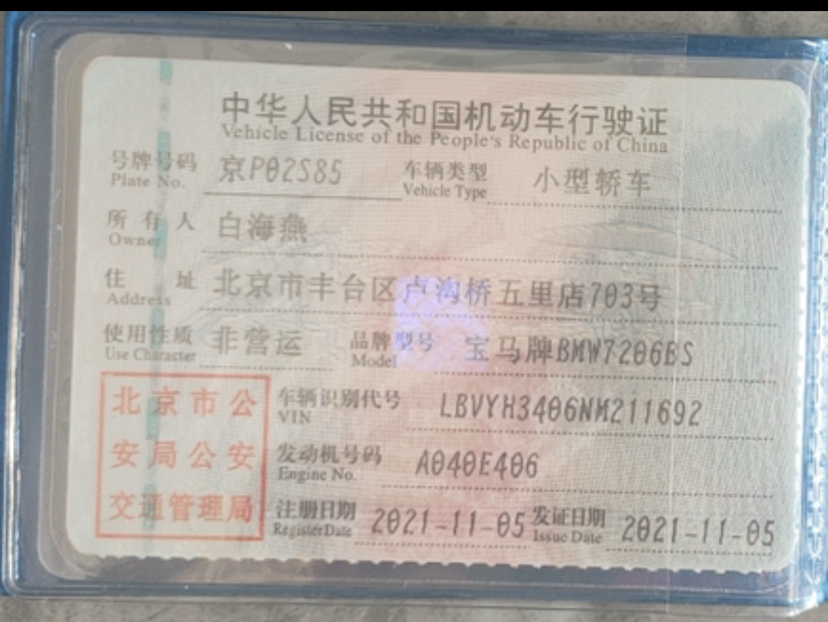 中华人民共和国机动车行驶证
Vehicle License of the People's Republic of China
号牌号码 京P02S85 车辆类型 小型轿车
Plate No. Vehicle Type
所有人 白海燕
Owner
住址 北京市丰台区卢沟桥五里店703号
Address
使用性质 非营运 品牌型号 宝马牌BMW7206BS
Use Character Model
北京市公安局公安交通管理局
车辆识别代号 LBVYH3406NM211692
VIN
发动机号码 A040E406
Engine No.
注册日期 2021-11-05 发证日期 2021-11-05
Register Date Issue Date